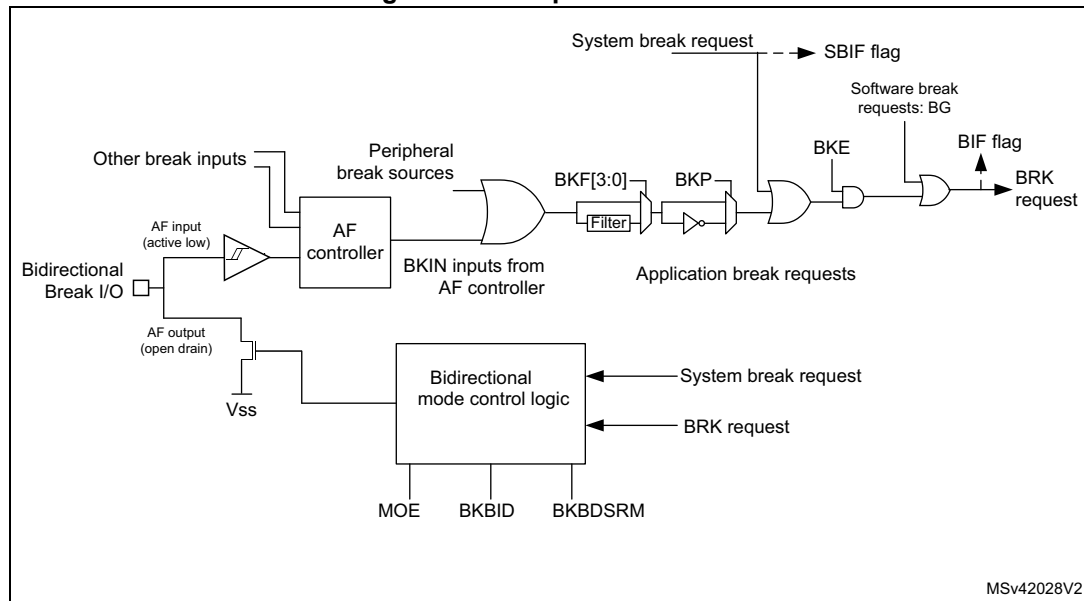 System break request
SBIF flag
Software break
requests: BG
BIF flag
BKE
BRK
request
Peripheral
break sources
Other break inputs
BKF[3:0]
BKP
Filter
AF input
(active low)
AF
controller
Bidirectional
Break I/O
BKIN inputs from
AF controller
Application break requests
AF output
(open drain)
Vss
Bidirectional
mode control logic
System break request
BRK request
MOE
BKBID
BKBDSRM
MSv42028V2